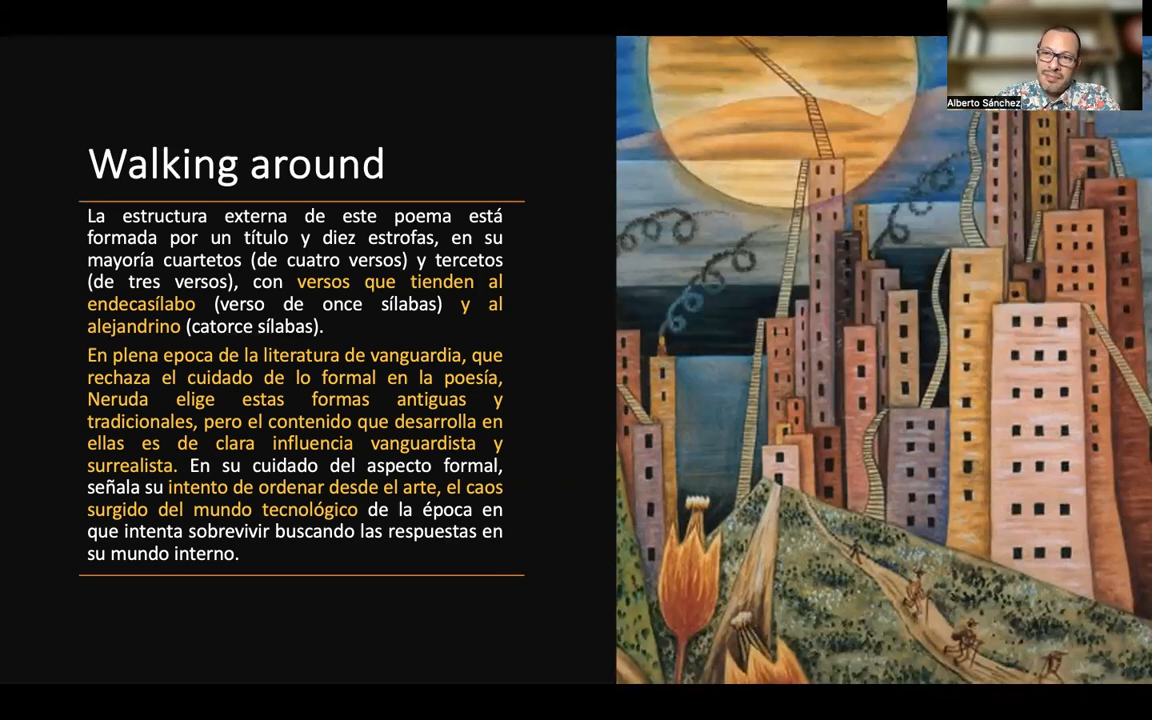 Alberto Sánchez
Walking around
La estructura externa de este poema está
formada por un título y diez estrofas, en su
mayoría cuartetos (de cuatro versos) y tercetos
(de tres versos), con versos que tienden al
endecasílabo (verso de once sílabas) y al
alejandrino (catorce sílabas).
En plena epoca de la literatura de vanguardia, que
rechaza el cuidado de lo formal en la poesía,
Neruda elige estas formas antiguas y
tradicionales, pero el contenido que desarrolla en
ellas es de clara influencia vanguardista y
surrealista. En su cuidado del aspecto formal,
señala su intento de ordenar desde el arte, el caos
surgido del mundo tecnológico de la época en
que intenta sobrevivir buscando las respuestas en
su mundo interno.